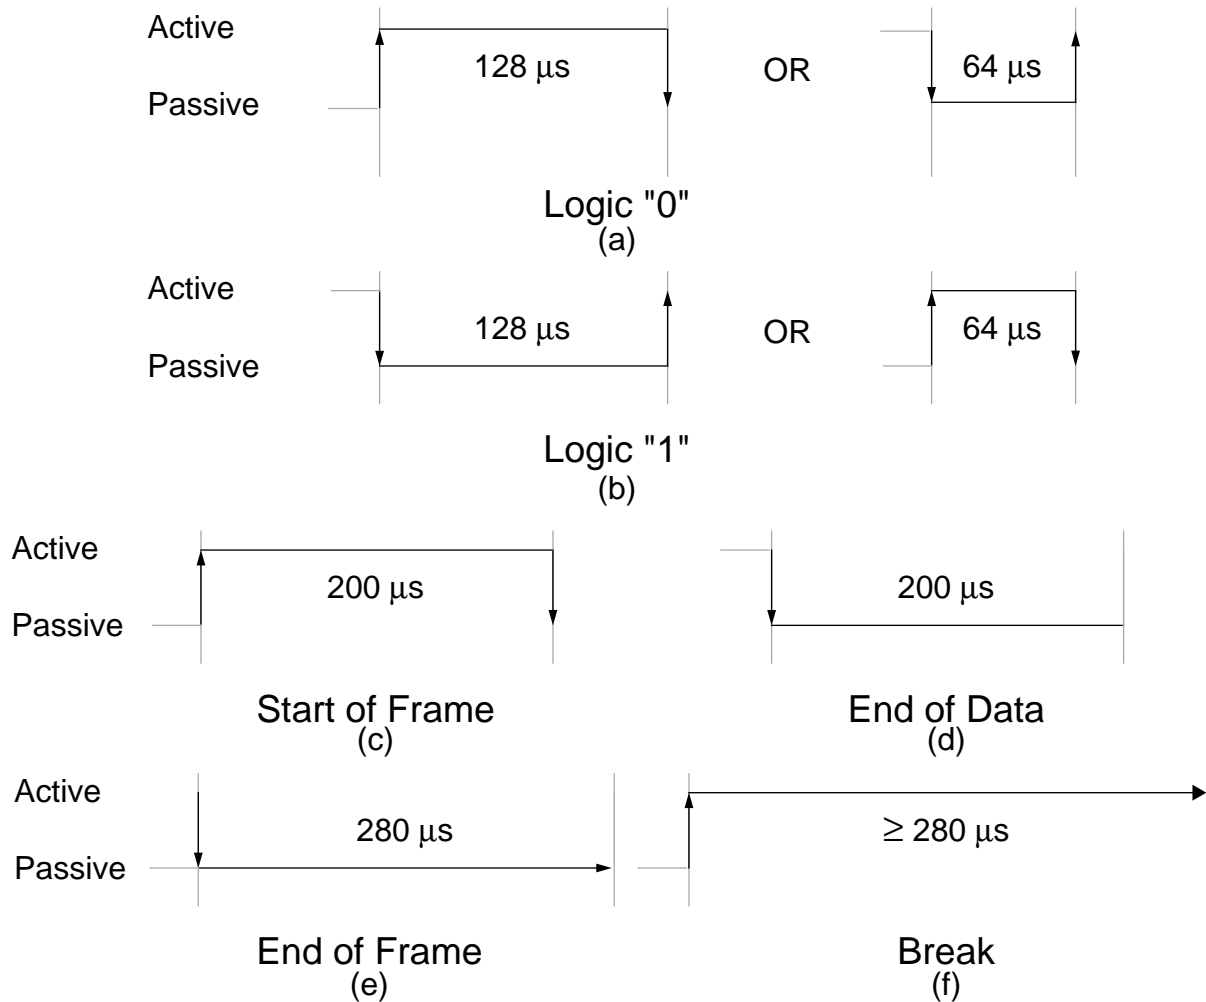 Active
128 μs
OR
64 μs
Passive
Logic "0"
(a)
Active
128 μs
OR
64 μs
Passive
Logic "1"
(b)
Active
200 μs
200 μs
Passive
Start of Frame
End of Data
(c)
(d)
Active
280 μs
≥ 280 μs
Passive
End of Frame
Break
(e)
(f)